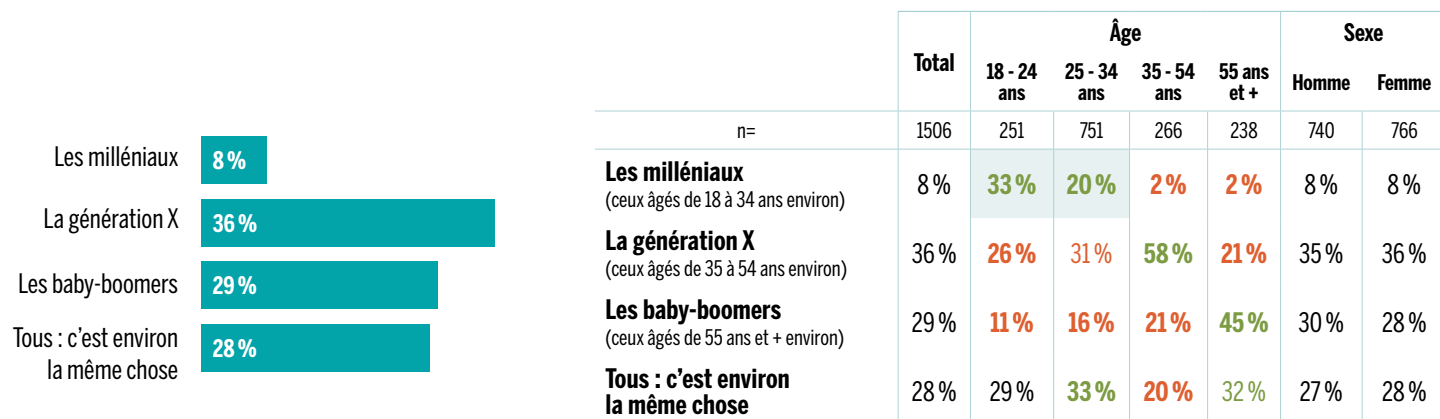 Les milléniaux 8 %
La génération X 36 %
Les baby-boomers 29 %
Tous : c'est environ
la même chose 28 %
Total Âge Sexe
18 - 24 ans 25 - 34 ans 35 - 54 ans 55 ans et + Homme Femme
n= 1506 251 751 266 238 740 766
Les milléniaux
(ceux âgés de 18 à 34 ans environ) 8 % 33 % 20 % 2 % 2 % 8 % 8 %
La génération X
(ceux âgés de 35 à 54 ans environ) 36 % 26 % 31 % 58 % 21 % 35 % 36 %
Les baby-boomers
(ceux âgés de 55 ans et + environ) 29 % 11 % 16 % 21 % 45 % 30 % 28 %
Tous : c'est environ
la même chose 28 % 29 % 33 % 20 % 32 % 27 % 28 %